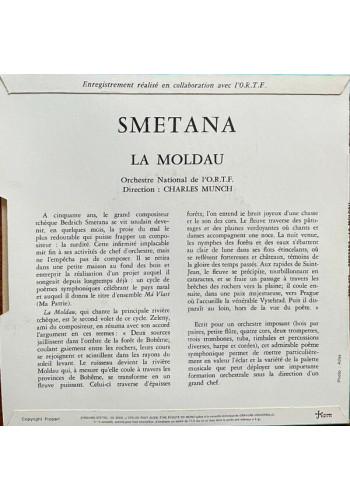 Enregistrement réalisé en collaboration avec l'O.R.T.F.
SMETANA
LA MOLDAU
Orchestre National de l'O.R.T.F.
Direction : CHARLES MUNCH
A cinquante ans, le grand compositeur
tchèque Bedrich Smetana se vit soudain deve-
nir, en quelques mois, la proie du mal le
plus redoutable qui puisse frapper un compo-
siteur : la surdité. Cette infirmité implacable
mit fin à ses activités de chef d'orchestre, mais
ne l'empêcha pas de composer. Il se retira
dans une petite maison au fond des bois et
entreprit la réalisation d'un projet auquel il
songeait depuis longtemps déjà : un cycle de
poèmes symphoniques célébrant le pays natal
et auquel il donna le titre d'ensemble Má Vlast
(Ma Patrie).
La Moldau, qui chante la principale rivière
tchèque, est le second volet de ce cycle. Zeleny,
ami du compositeur, en résuma avec son accord
l'argument en ces termes : « Deux sources
jaillissent dans l'ombre de la forêt de Bohême,
coulant gaiement entre les rochers, leurs cours
se rejoignent et scintillent dans les rayons du
soleil levant. Le ruisseau devient la rivière
Moldau qui, à mesure qu'elle coule à travers les
provinces de Bohême, se transforme en un
fleuve puissant. Celui-ci traverse d'épaisses
forêts, l'on entend le bruit joyeux d'une chasse
et le son des cors. Le fleuve traverse des pâtu-
rages et des plaines verdoyantes où chants et
danses accompagnent une noce. La nuit venue,
les nymphes des forêts et des eaux s'ébattent
au clair de lune dans ses flots étincelants, où
se reflètent forteresses et châteaux, témoins de
la gloire des temps passés. Aux rapides de Saint-
Jean, le fleuve se précipite, tourbillonnant en
cataractes, et se fraie un passage à travers les
brèches des rochers vers la plaine; il coule en-
suite, dans une paix majestueuse, vers Prague
où l'accueille la vénérable Vysehrad. Puis il dis-
paraît au loin, hors de la vue du poète. »
Ecrit pour un orchestre imposant (bois par
paires, petite flûte, quatre cors, deux trompettes,
trois trombones, tuba, timbales et percussions
diverses, harpe et cordes), cet admirable poème
symphonique permet de mettre particulière-
ment en valeur l'éclat et la variété de la palette
musicale que peut déployer une importante
formation orchestrale sous la direction d'un
grand chef.